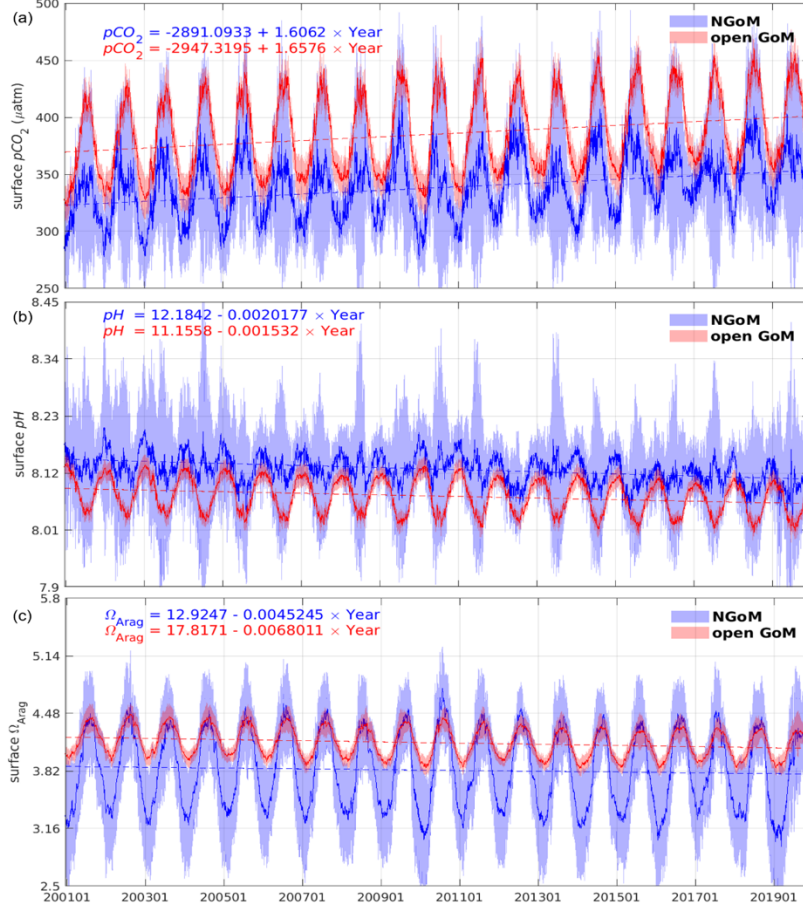 (a)
500
450
400
350
300
250
surface pCO2 (μatm)
pCO2 = -2891.0933 + 1.6062 × Year
pCO2 = -2947.3195 + 1.6576 × Year
NGoM
open GoM
(b)
8.45
8.34
8.23
8.12
8.01
7.9
surface pH
pH = 12.1842 - 0.0020177 × Year
pH = 11.1558 - 0.001532 × Year
NGoM
open GoM
(c)
5.8
5.14
4.48
3.82
3.16
2.5
surface ΩArag
ΩArag = 12.9247 - 0.0045245 × Year
ΩArag = 17.8171 - 0.0068011 × Year
NGoM
open GoM
200101 200301 200501 200701 200901 201101 201301 201501 201701 201901